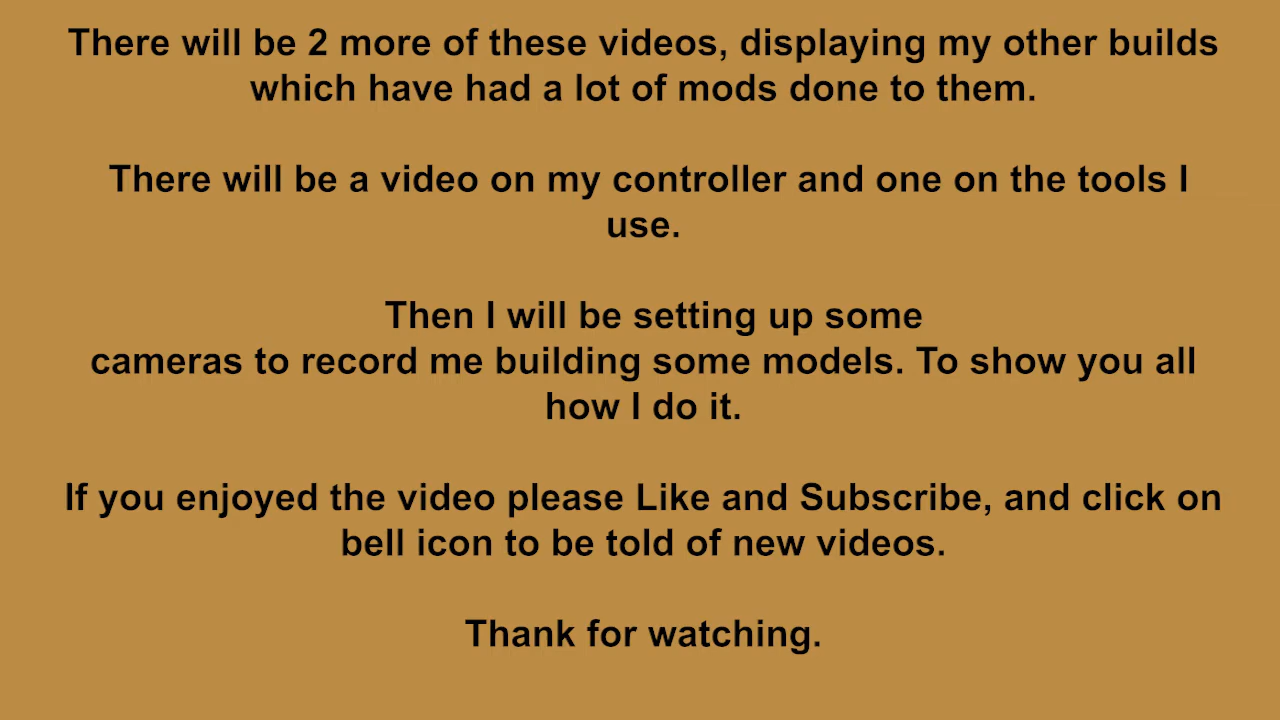 There will be 2 more of these videos, displaying my other builds
which have had a lot of mods done to them.
There will be a video on my controller and one on the tools I
use.
Then I will be setting up some
cameras to record me building some models. To show you all
how I do it.
If you enjoyed the video please Like and Subscribe, and click on
bell icon to be told of new videos.
Thank for watching.